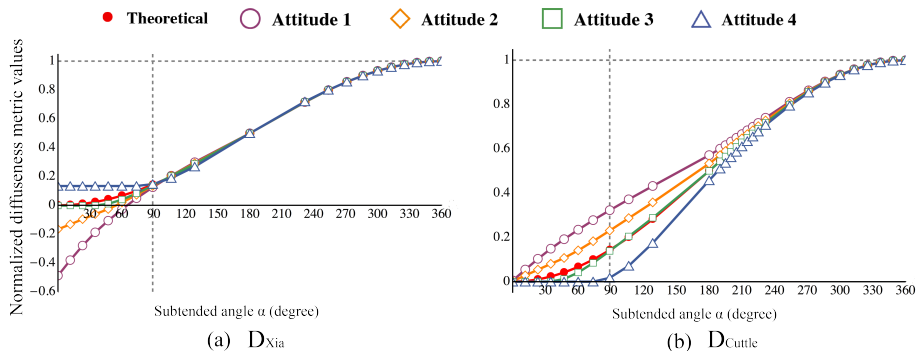 Theoretical Attitude 1 Attitude 2 Attitude 3 Attitude 4
Normalized diffuseness metric values
1
0.8
0.6
0.4
0.2
0
−0.2
−0.4
−0.6
30 60 90 120 150 180 210 240 270 300 330 360
Subtended angle α (degree)
(a) DXia
1
0.8
0.6
0.4
0.2
0
30 60 90 120 150 180 210 240 270 300 330 360
Subtended angle α (degree)
(b) DCuttle